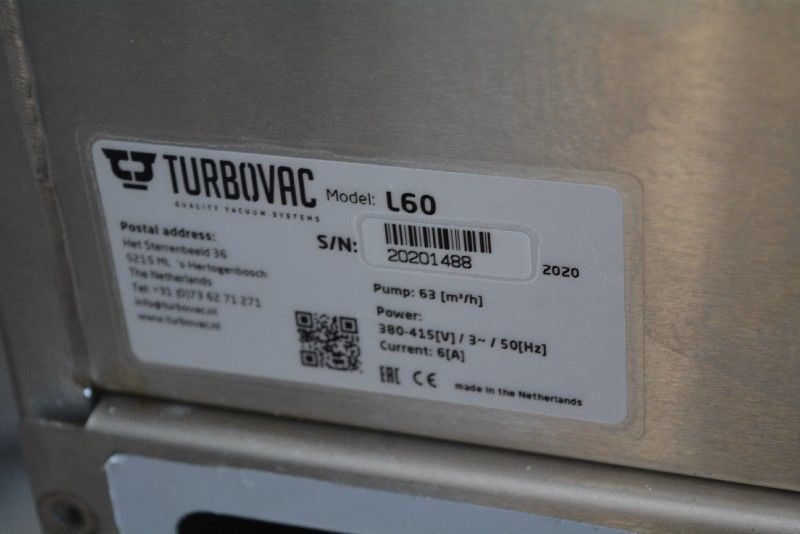 TURBOVAC
QUALITY VACUUM SYSTEMS
Model: L60
Postal address:
Het Sterrenbeeld 36
5215 ML 's-Hertogenbosch
The Netherlands
Tel: +31 (0)73 62 71 271
info@turbovac.nl
www.turbovac.nl
S/N:
20201488
2020
Pump: 63 [m³/h]
Power:
380-415[V] / 3~ / 50[Hz]
Current: 6[A]
EAC CE
made in the Netherlands